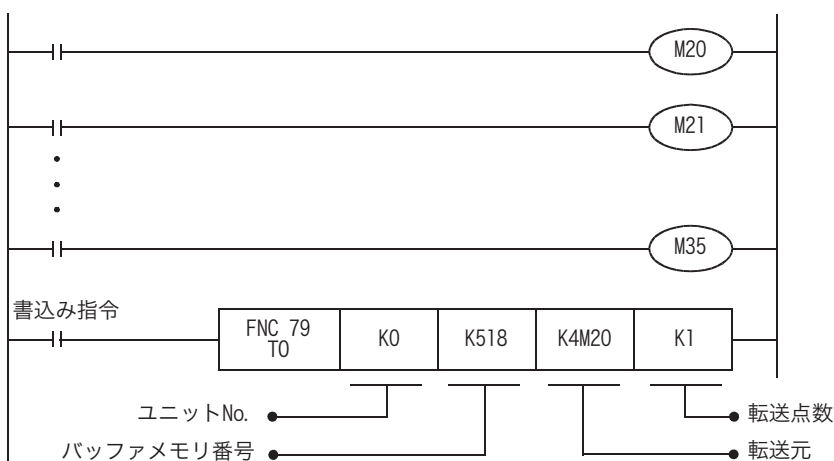 M20
M21
M35
書込み指令
FNC 79
TO
K0
K518
K4M20
K1
ユニットNo.
転送点数
バッファメモリ番号
転送元